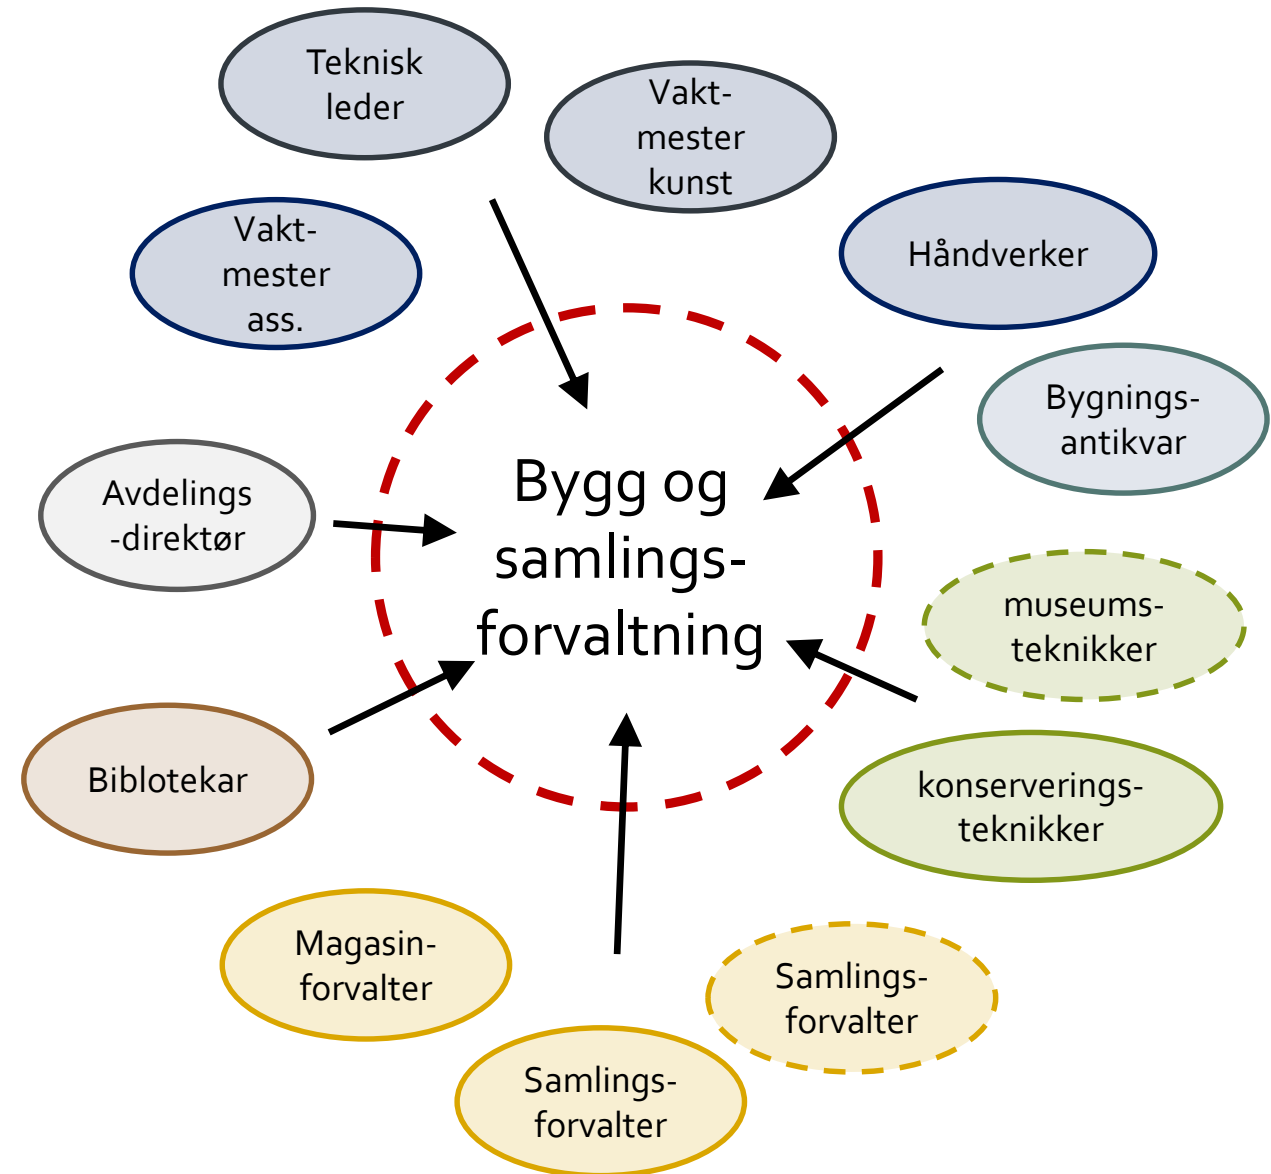 Teknisk
leder
Vakt-
mester
kunst
Vakt-
mester
ass.
Håndverker
Bygnings-
antikvar
Avdelings
-direktør
Bygg og
samlings-
forvaltning
museums-
teknikker
Biblotekar
konserverings-
teknikker
Magasin-
forvalter
Samlings-
forvalter
Samlings-
forvalter